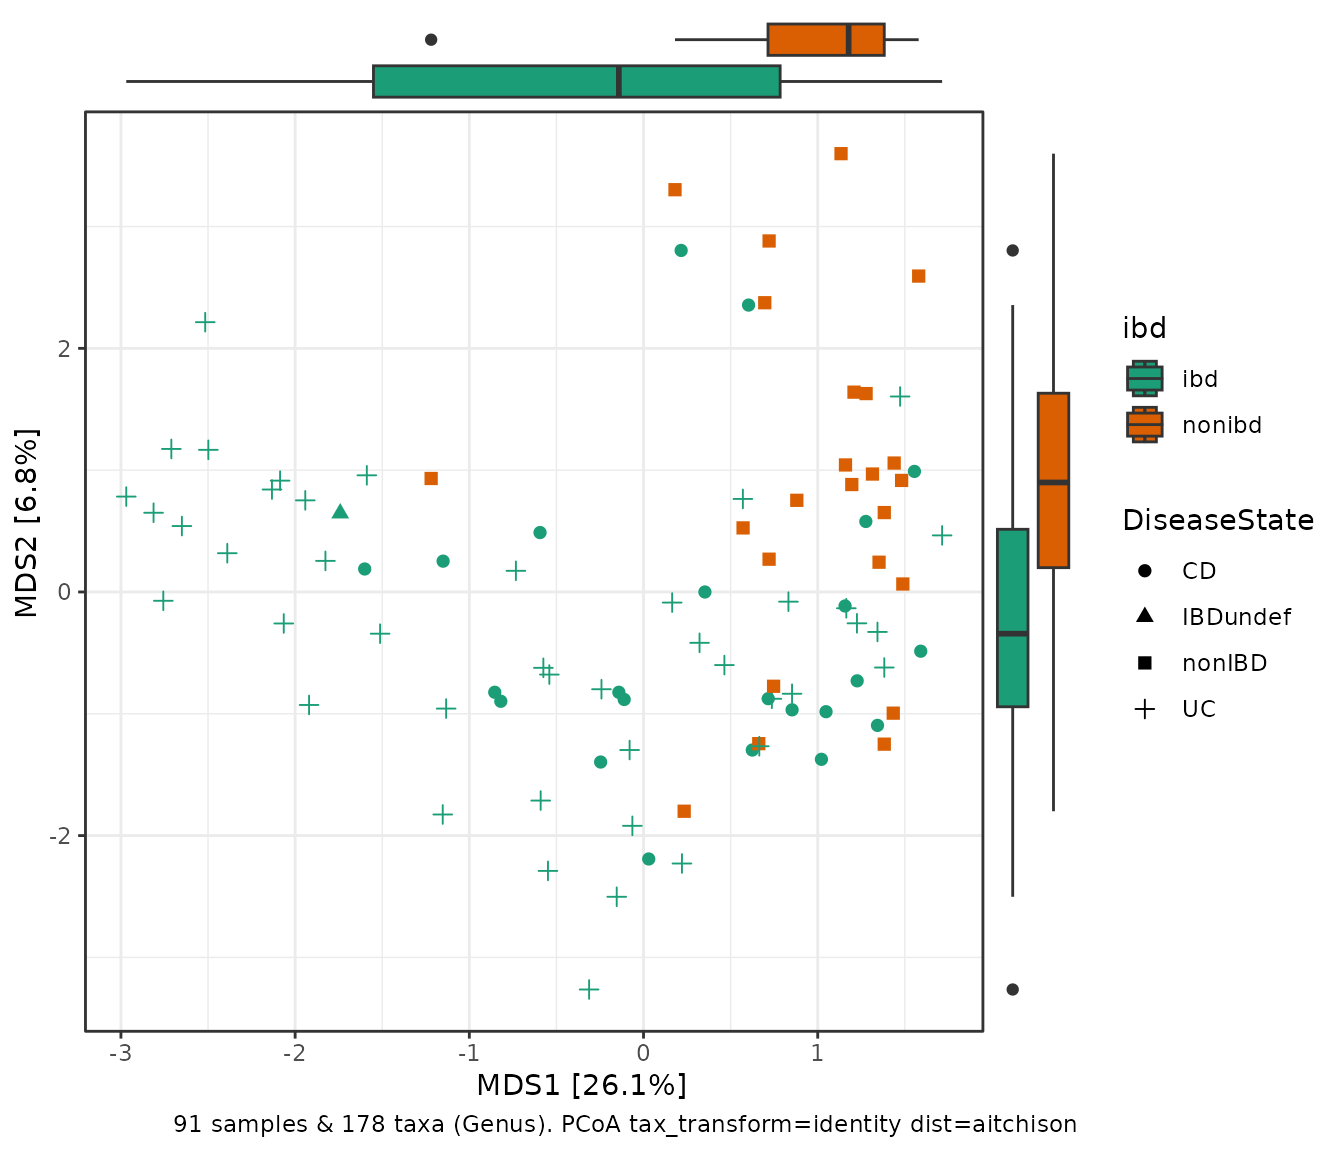 2
0
-2
MDS2 [6.8%]
-3
-2
-1
0
1
MDS1 [26.1%]
91 samples & 178 taxa (Genus). PCoA tax_transform=identity dist=aitchison
ibd
ibd
nonibd
DiseaseState
CD
IBDundef
nonIBD
UC